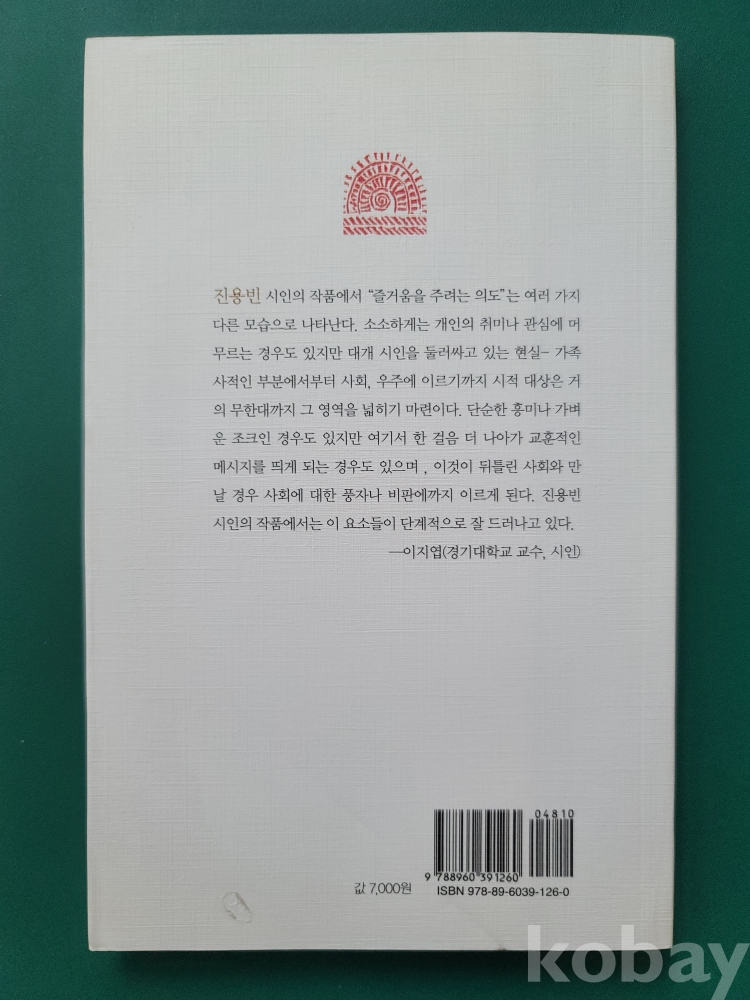 진용빈 시인의 작품에서 “즐거움을 주려는 의도”는 여러 가지
다른 모습으로 나타난다. 소소하게는 개인의 취미나 관심에 머
무르는 경우도 있지만 대개 시인을 둘러싸고 있는 현실– 가족
사적인 부분에서부터 사회, 우주에 이르기까지 시적 대상은 거
의 무한대까지 그 영역을 넓히기 마련이다. 단순한 흥미나 가벼
운 조크인 경우도 있지만 여기서 한 걸음 더 나아가 교훈적인
메시지를 띄게 되는 경우도 있으며 , 이것이 뒤틀린 사회와 만
날 경우 사회에 대한 풍자나 비판에까지 이르게 된다. 진용빈
시인의 작품에서는 이 요소들이 단계적으로 잘 드러나고 있다.
—이지엽(경기대학교 교수, 시인)
04810
9 788960 391260
값 7,000원
ISBN 978-89-6039-126-0
kobay